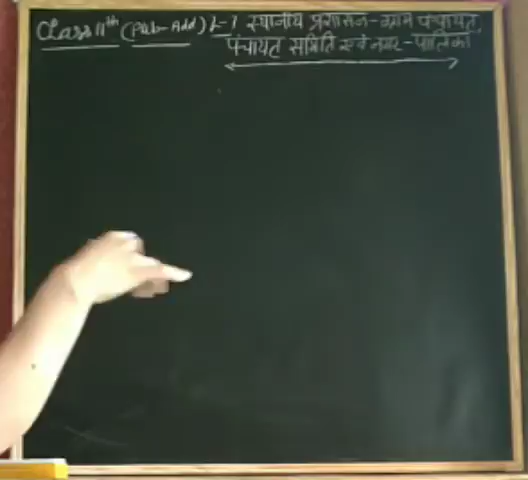 Class 11th (Pub-Add) L-7 स्थानीय प्रशासन-ग्राम पंचायत,
पंचायत समिति एवं नगर-पालिका